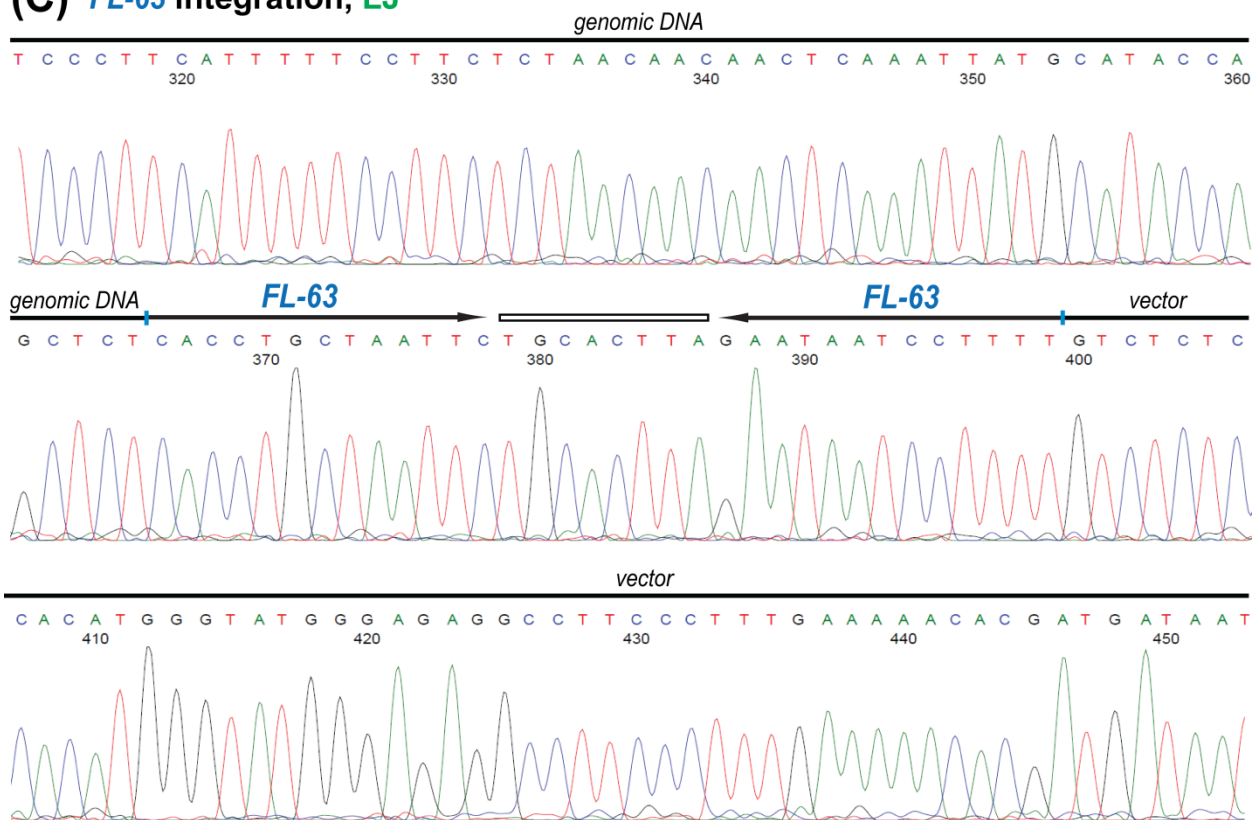 (C) FL-63 integration,
genomic DNA
T C C C T T C A T T T T T C C T T C T C T A A C A A C A A C T C A A A T T A T G C A T A C C A
320 330 340 350 360
genomic DNA FL-63 FL-63 vector
G C T C T C A C C T G C T A A T T C T G C A C T T A G A A T A A T C C T T T T G T C T C T C
370 380 390 400
vector
C A C A T G G G T A T G G G A G A G G C C T T C C C T T T G A A A A A C A C G A T G A T A A T
410 420 430 440 450